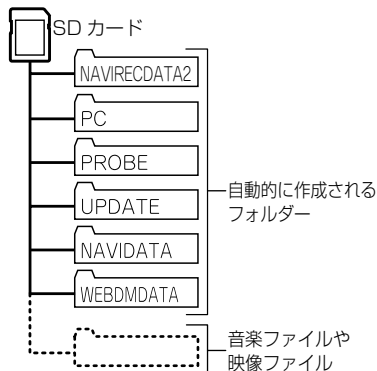 SD カード
NAVIRECDATA2
PC
PROBE
UPDATE
NAVIDATA
WEBDMDATA
自動的に作成される
フォルダー
音楽ファイルや
映像ファイル